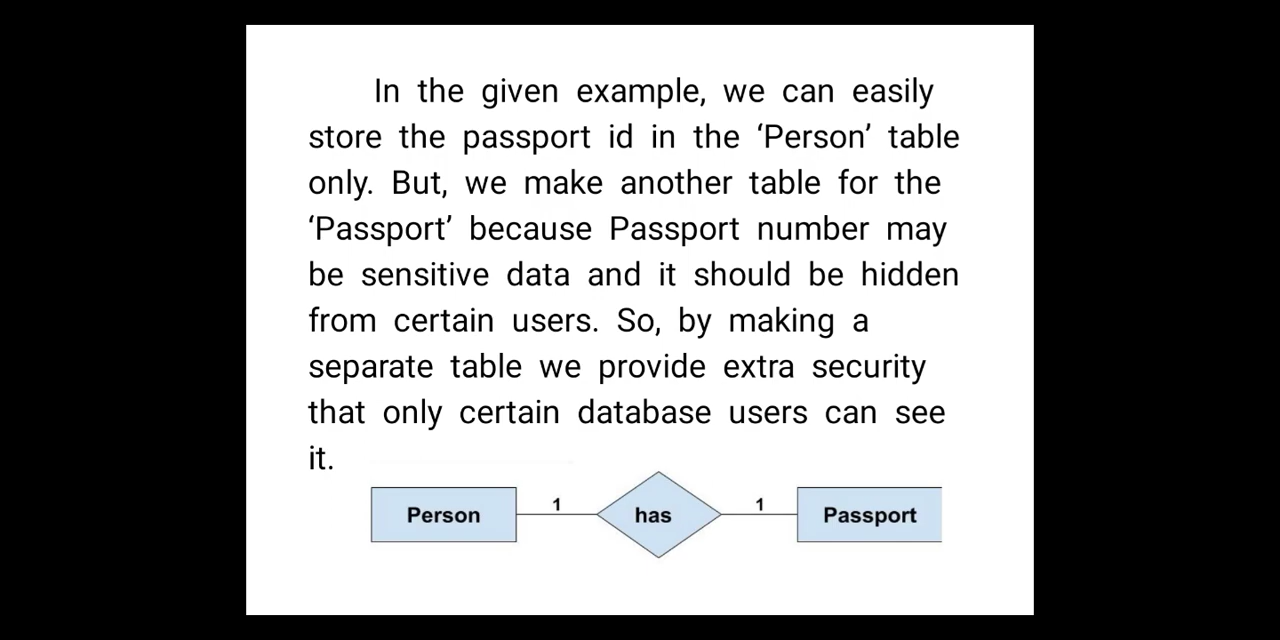 In the given example, we can easily
store the passport id in the ‘Person’ table
only. But, we make another table for the
‘Passport’ because Passport number may
be sensitive data and it should be hidden
from certain users. So, by making a
separate table we provide extra security
that only certain database users can see
it.
Person 1 has 1 Passport